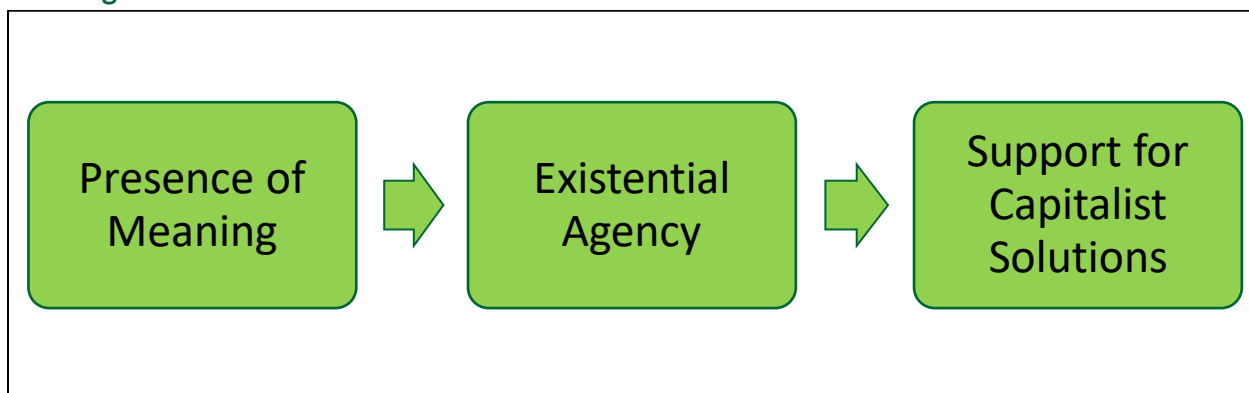 Presence of
Meaning
Existential
Agency
Support for
Capitalist
Solutions